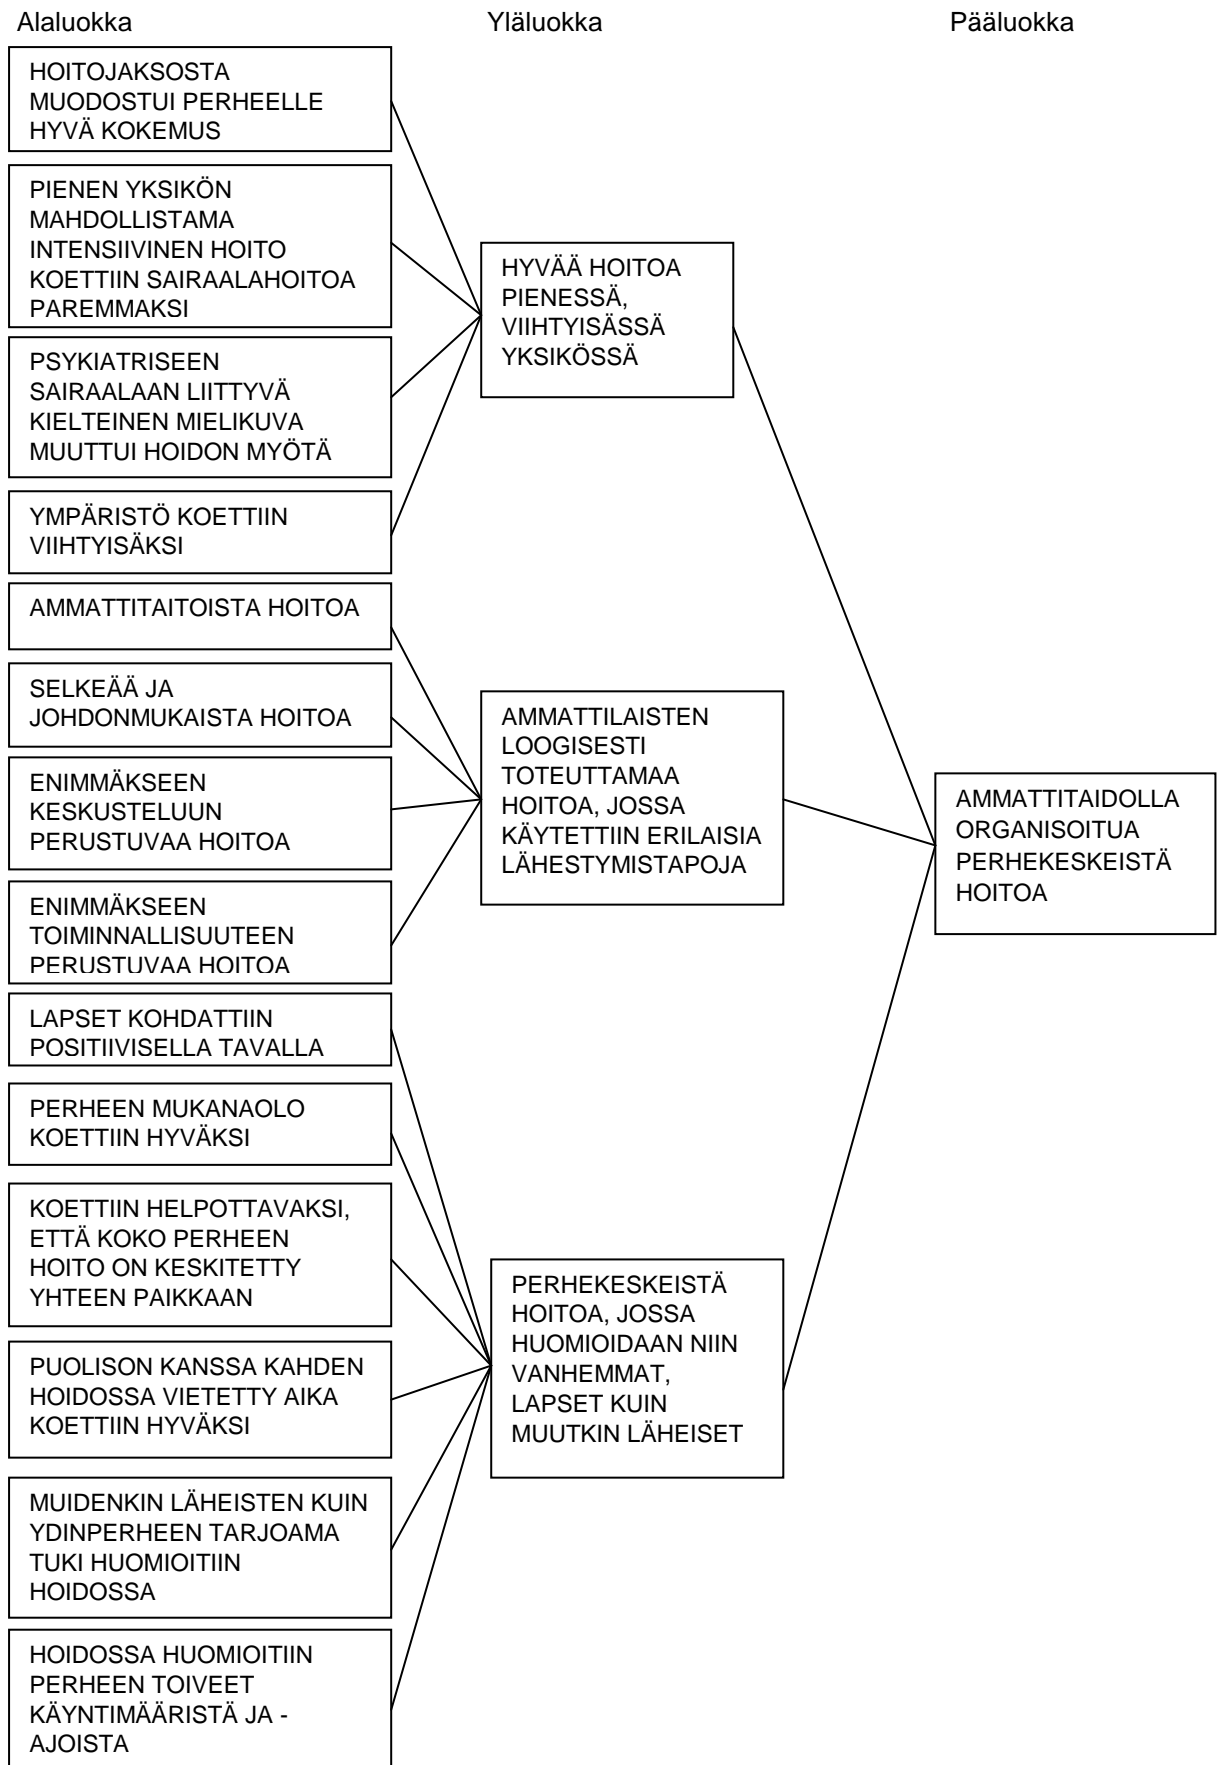 Alaluokka
Yläluokka
Pääluokka
HOITOJAKSOSTA
MUODOSTUI PERHEELLE
HYVÄ KOKEMUS
PIENEN YKSIKÖN
MAHDOLLISTAMA
INTENSIIVINEN HOITO
KOETTIIN SAIRAALAHOITOA
PAREMMAKSI
PSYKIATRISEEN
SAIRAALAAN LIITTYVÄ
KIELTEINEN MIELIKUVA
MUUTTUI HOIDON MYÖTÄ
YMPÄRISTÖ KOETTIIN
VIIHTYISÄKSI
AMMATTITAITOISTA HOITOA
SELKEÄÄ JA
JOHDONMUKAISTA HOITOA
ENIMMÄKSEEN
KESKUSTELUUN
PERUSTUVAA HOITOA
ENIMMÄKSEEN
TOIMINNALLISUUTEEN
PERUSTUVAA HOITOA
LAPSET KOHDATTIIN
POSITIIVISELLA TAVALLA
PERHEEN MUKANAOLO
KOETTIIN HYVÄKSI
KOETTIIN HELPOTTAVAKSI,
ETTÄ KOKO PERHEEN
HOITO ON KESKITETTY
YHTEEN PAIKKAAN
PUOLISON KANSSA KAHDEN
HOIDOSSA VIETETTY AIKA
KOETTIIN HYVÄKSI
MUIDENKIN LÄHEISTEN KUIN
YDINPERHEEN TARJOAMA
TUKI HUOMIOITIIN
HOIDOSSA
HOIDOSSA HUOMIOITIIN
PERHEEN TOIVEET
KÄYNTIMÄÄRISTÄ JA -
AJOISTA
HYVÄÄ HOITOA
PIENESSÄ,
VIIHTYISÄSSÄ
YKSIKÖSSÄ
AMMATTILAISTEN
LOOGISESTI
TOTEUTTAMAA
HOITOA, JOSSA
KÄYTETTIIN ERILAISIA
LÄHESTYMISTAPOJA
PERHEKESKEISTÄ
HOITOA, JOSSA
HUOMIOIDAAN NIIN
VANHEMMAT,
LAPSET KUIN
MUUTKIN LÄHEISET
AMMATTITAIDOLLA
ORGANISOITUA
PERHEKESKEISTÄ
HOITOA